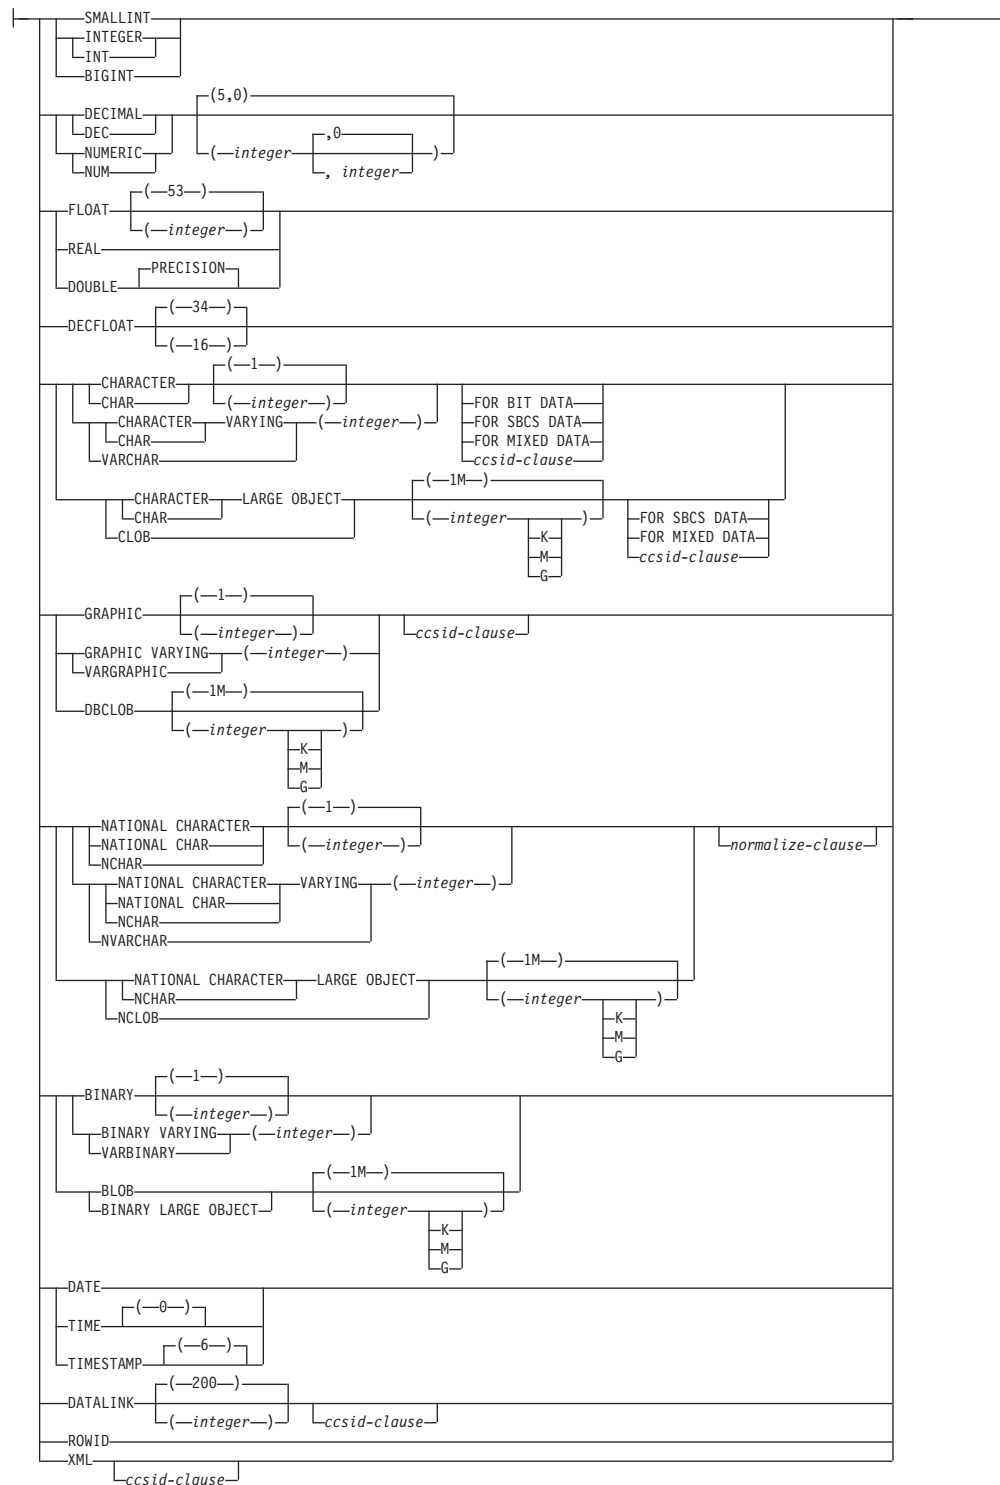 SMALLINT
INTEGER
INT
BIGINT
(5,0)
DECIMAL
DEC
,0
NUMERIC
(integer )
NUM , integer
( 53 )
FLOAT
( integer )
REAL
PRECISION
DOUBLE
( 34 )
DECFLOAT
( 16 )
( 1 )
CHARACTER
CHAR ( integer ) FOR BIT DATA
CHARACTER VARYING ( integer ) FOR SBCS DATA
CHAR FOR MIXED DATA
VARCHAR ccsid-clause
( 1M )
CHARACTER LARGE OBJECT
CHAR ( integer ) FOR SBCS DATA
CLOB K FOR MIXED DATA
M ccsid-clause
G
( 1 )
GRAPHIC
( integer ) ccsid-clause
GRAPHIC VARYING ( integer )
VARGRAPHIC
( 1M )
DBCLOB
( integer )
K
M
G
( 1 )
NATIONAL CHARACTER
NATIONAL CHAR ( integer ) normalize-clause
NCHAR
NATIONAL CHARACTER VARYING ( integer )
NATIONAL CHAR
NCHAR
NVARCHAR
( 1M )
NATIONAL CHARACTER LARGE OBJECT
NCHAR ( integer )
NCLOB K
M
G
( 1 )
BINARY
( integer )
BINARY VARYING ( integer )
VARBINARY
( 1M )
BLOB
BINARY LARGE OBJECT ( integer )
K
M
G
DATE
( 0 )
TIME
( 6 )
TIMESTAMP
( 200 )
DATALINK
( integer ) ccsid-clause
ROWID
XML
ccsid-clause